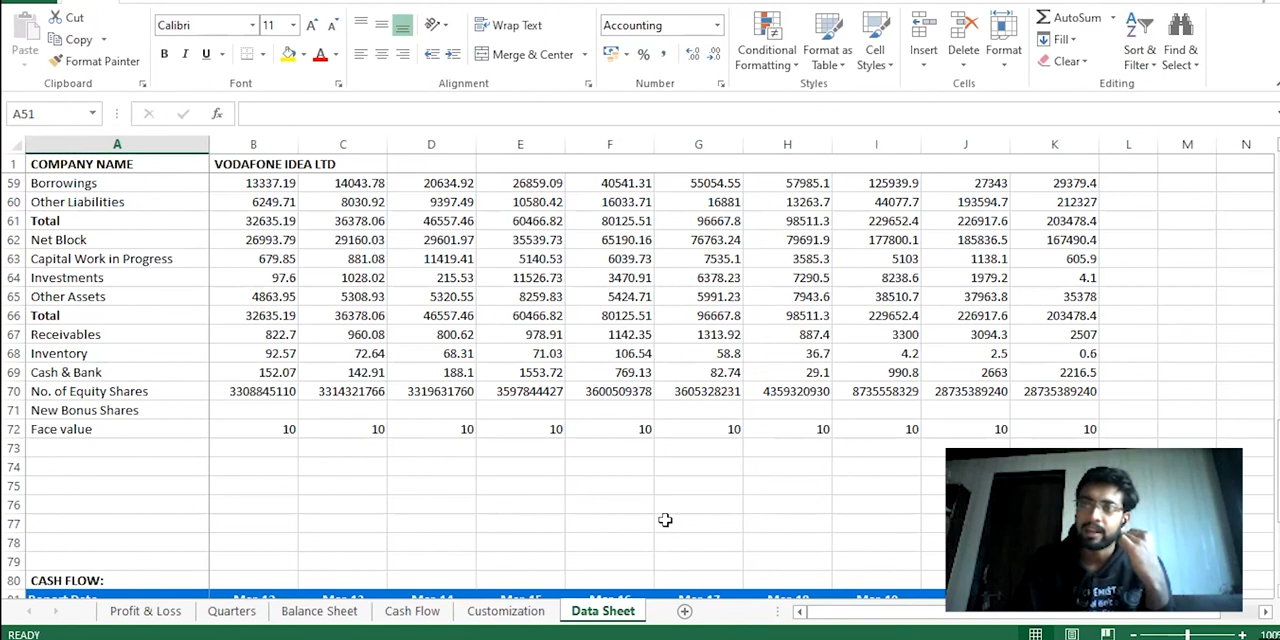 Cut
Copy
Format Painter
Paste
Clipboard
Calibri 11
B I U
Font
Wrap Text
Merge & Center
Alignment
Accounting
%
Number
Conditional Formatting
Format as Table
Cell Styles
Styles
Insert
Delete
Format
Cells
AutoSum
Fill
Clear
Sort & Filter
Find & Select
Editing
A51
fx
A B C D E F G H I J K L M N
1 COMPANY NAME VODAFONE IDEA LTD
59 Borrowings 13337.19 14043.78 20634.92 26859.09 40541.31 55054.55 57985.1 125939.9 27343 29379.4
60 Other Liabilities 6249.71 8030.92 9397.49 10580.42 16033.71 16881 13263.7 44077.7 193594.7 212327
61 Total 32635.19 36378.06 46557.46 60466.82 80125.51 96667.8 98511.3 229652.4 226917.6 203478.4
62 Net Block 26993.79 29160.03 29601.97 35539.73 65190.16 76763.24 79691.9 177800.1 185836.5 167490.4
63 Capital Work in Progress 679.85 881.08 11419.41 5140.53 6039.73 7535.1 3585.3 5103 1138.1 605.9
64 Investments 97.6 1028.02 215.53 11526.73 3470.91 6378.23 7290.5 8238.6 1979.2 4.1
65 Other Assets 4863.95 5308.93 5320.55 8259.83 5424.71 5991.23 7943.6 38510.7 37963.8 35378
66 Total 32635.19 36378.06 46557.46 60466.82 80125.51 96667.8 98511.3 229652.4 226917.6 203478.4
67 Receivables 822.7 960.08 800.62 978.91 1142.35 1313.92 887.4 3300 3094.3 2507
68 Inventory 92.57 72.64 68.31 71.03 106.54 58.8 36.7 4.2 2.5 0.6
69 Cash & Bank 152.07 142.91 188.1 1553.72 769.13 82.74 29.1 990.8 2663 2216.5
70 No. of Equity Shares 3308845110 3314321766 3319631760 3597844427 3600509378 3605328231 4359320930 8735558329 28735389240 28735389240
71 New Bonus Shares
72 Face value 10 10 10 10 10 10 10 10 10 10
73
74
75
76
77
78
79
80 CASH FLOW:
Profit & Loss Quarters Balance Sheet Cash Flow Customization Data Sheet
READY